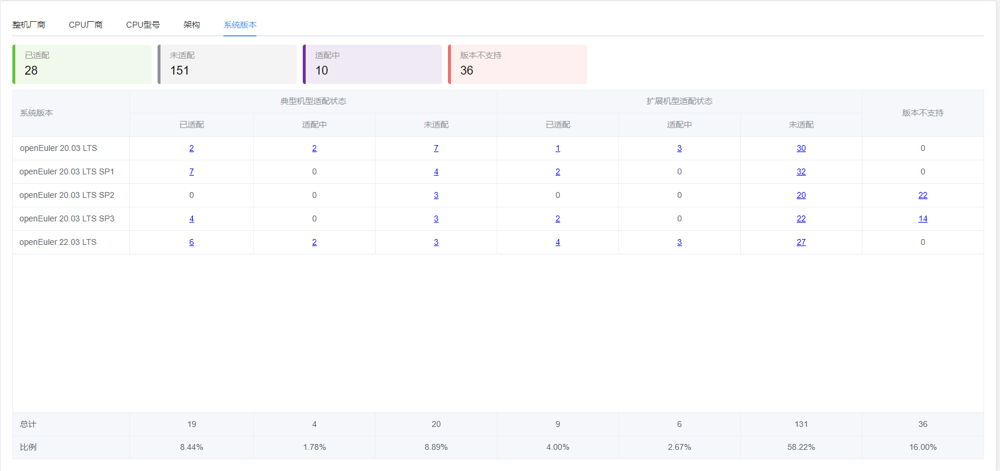 整机厂商 CPU厂商 CPU型号 架构 系统版本
已适配 未适配 适配中 版本不支持
28 151 10 36
系统版本 典型机型适配状态 扩展机型适配状态 版本不支持
已适配 适配中 未适配 已适配 适配中 未适配
openEuler 20.03 LTS 2 2 7 1 3 30 0
openEuler 20.03 LTS SP1 7 0 4 2 0 32 0
openEuler 20.03 LTS SP2 0 0 3 0 0 20 22
openEuler 20.03 LTS SP3 4 0 3 2 0 22 14
openEuler 22.03 LTS 6 2 3 4 3 27 0
总计 19 4 20 9 6 131 36
比例 8.44% 1.78% 8.89% 4.00% 2.67% 58.22% 16.00%